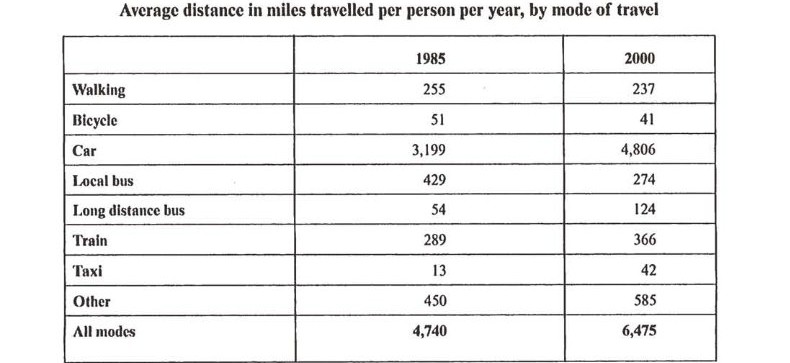 Average distance in miles travelled per person per year, by mode of travel
1985 2000
Walking 255 237
Bicycle 51 41
Car 3,199 4,806
Local bus 429 274
Long distance bus 54 124
Train 289 366
Taxi 13 42
Other 450 585
All modes 4,740 6,475